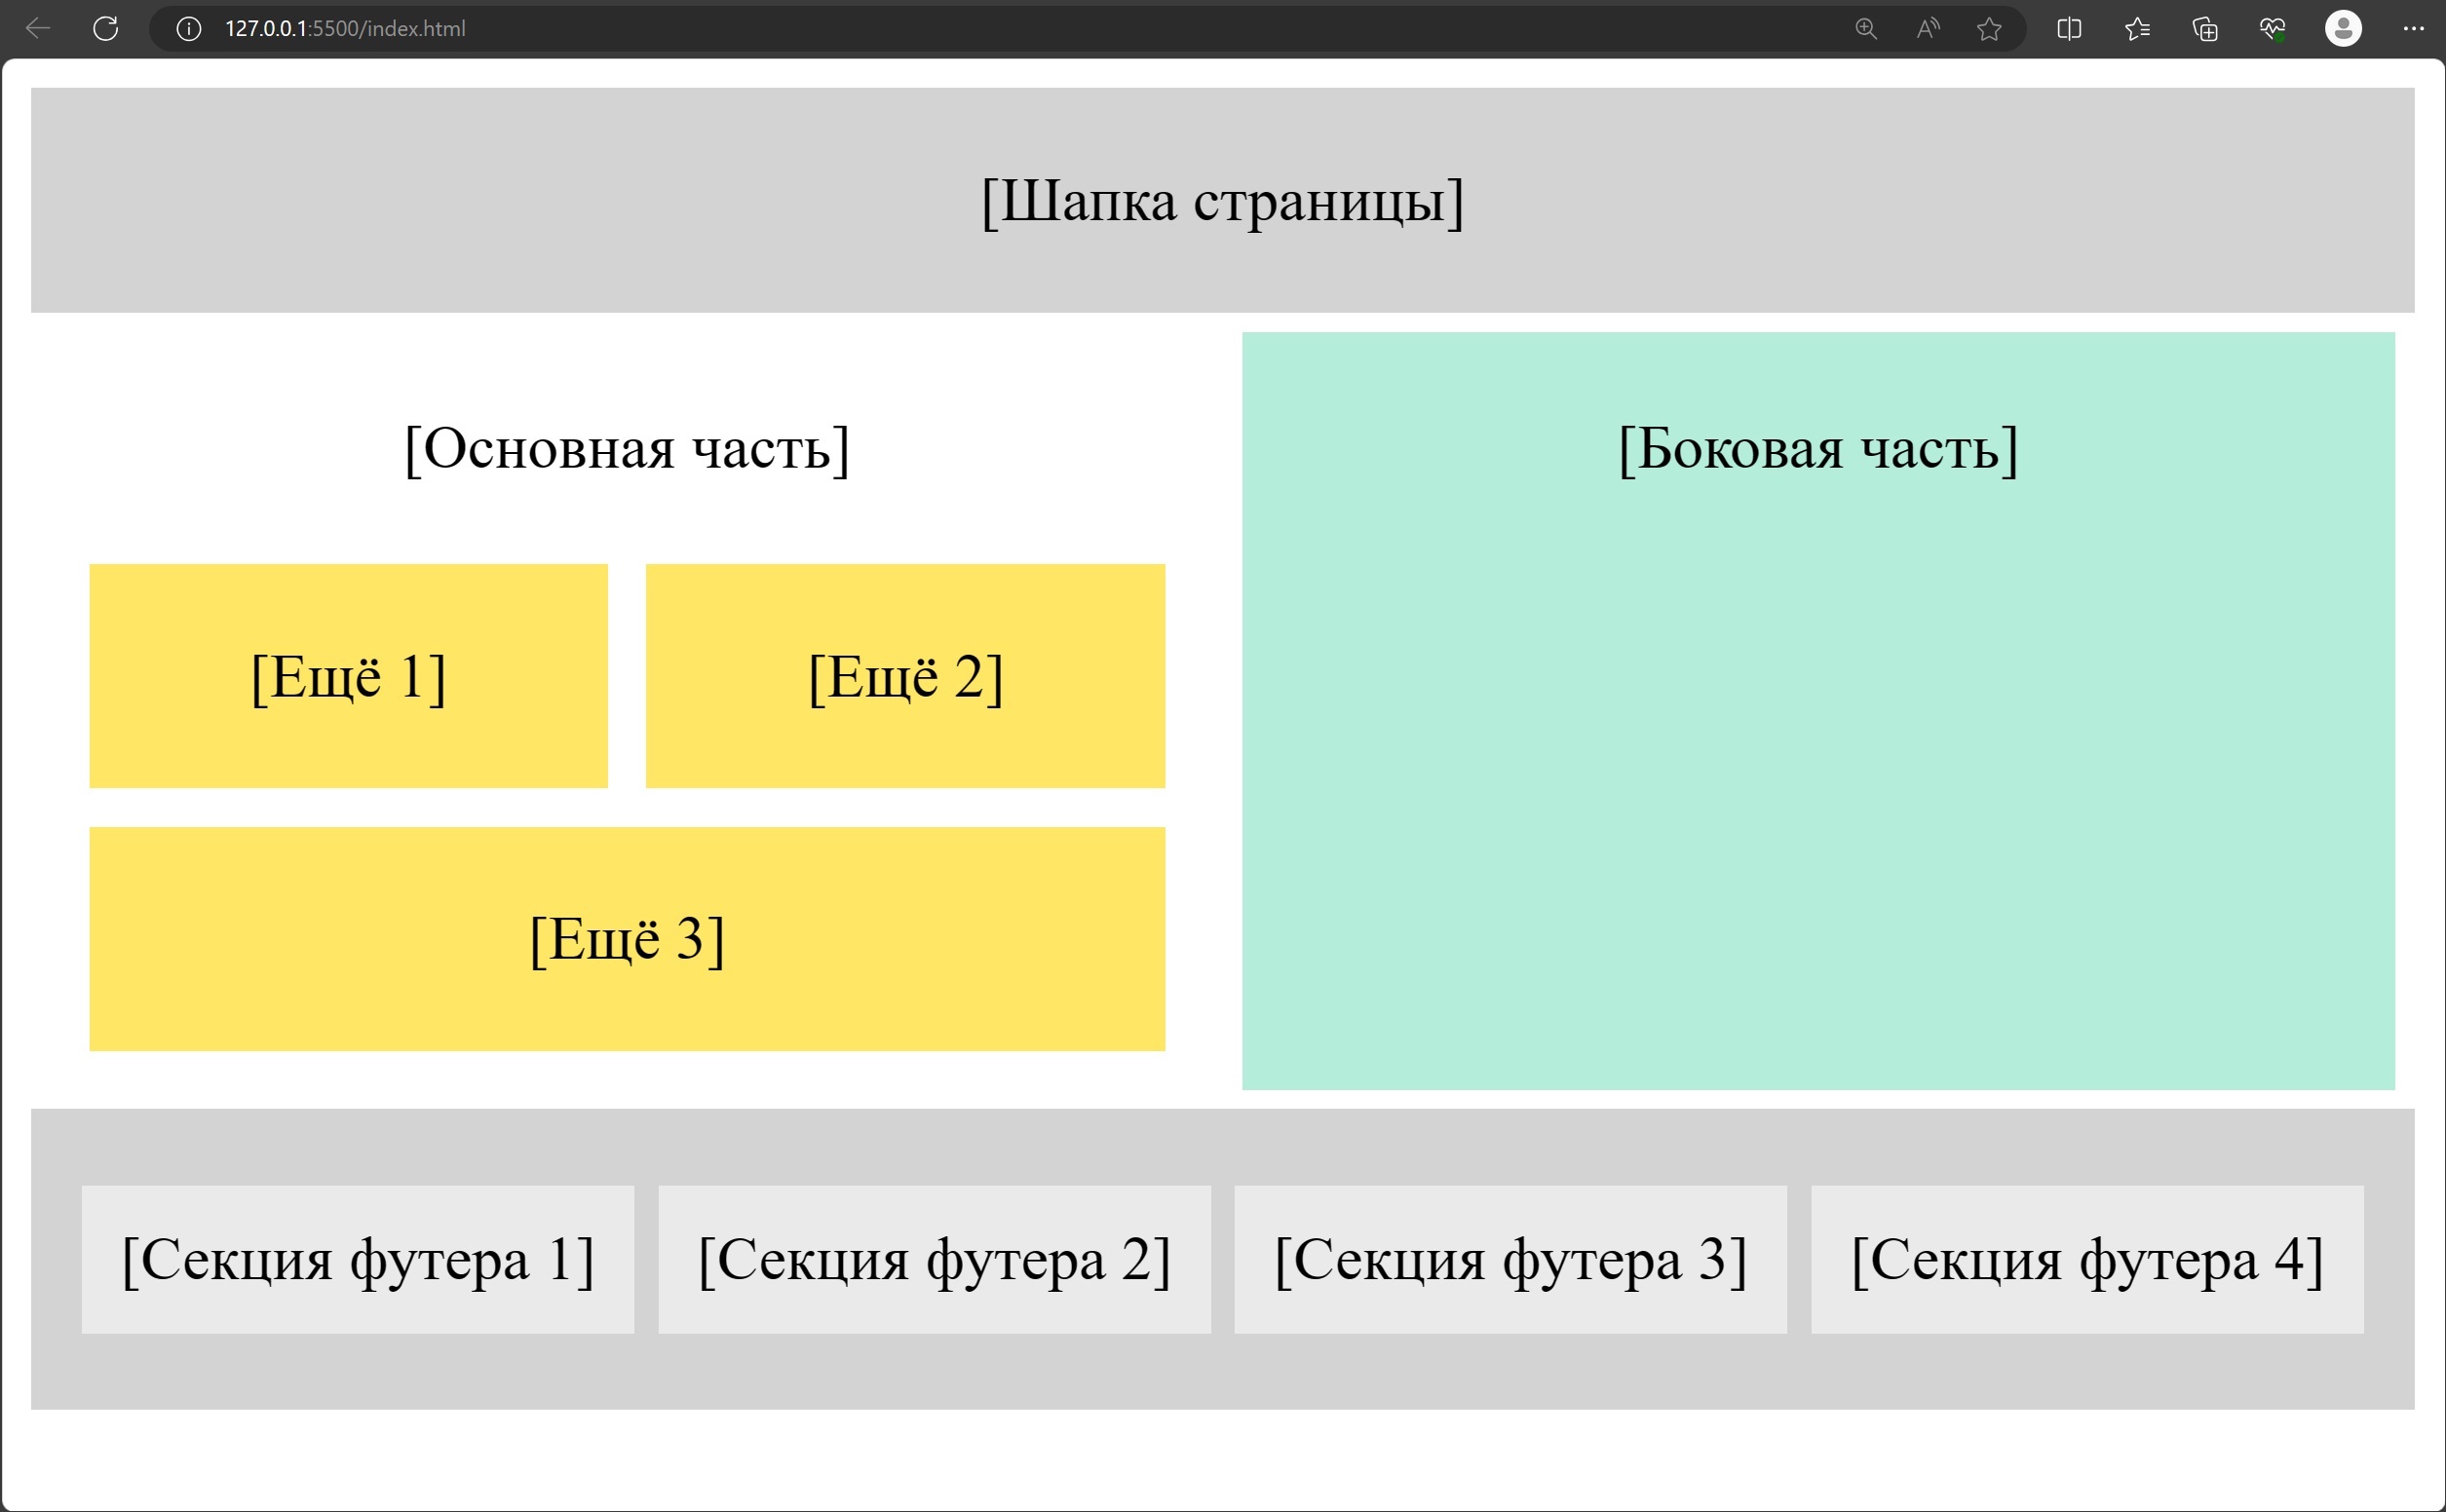 127.0.0.1:5500/index.html
[Шапка страницы]
[Основная часть]
[Боковая часть]
[Ещё 1]
[Ещё 2]
[Ещё 3]
[Секция футера 1]
[Секция футера 2]
[Секция футера 3]
[Секция футера 4]